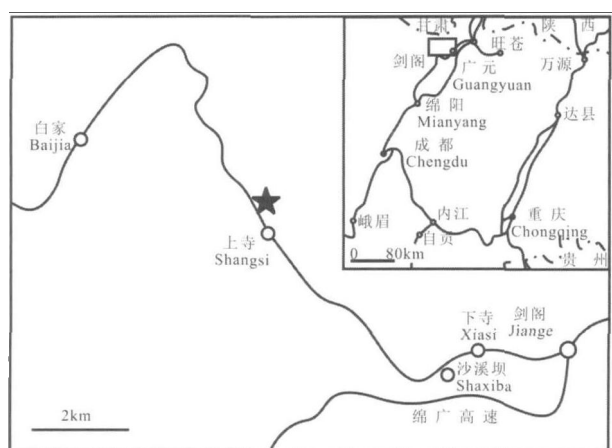 白家
Baijia
上寺
Shangsi
下寺
Xiasi
剑阁
Jiange
沙溪坝
Shaxiba
绵广高速
2km
甘肃
陕西
旺苍
剑阁
广元
Guangyuan
万源
绵阳
Mianyang
达县
成都
Chengdu
峨眉
内江
自贡
重庆
Chongqing
贵州
0 80km